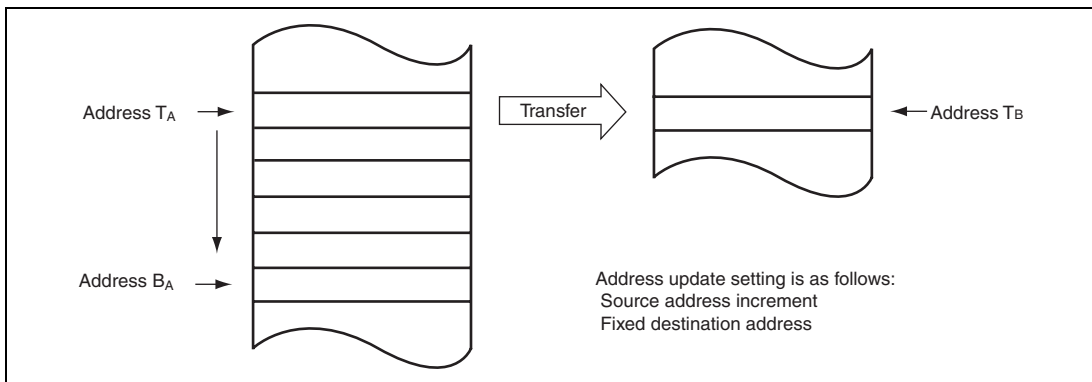 Address TA
Transfer
Address TB
Address BA
Address update setting is as follows:
Source address increment
Fixed destination address